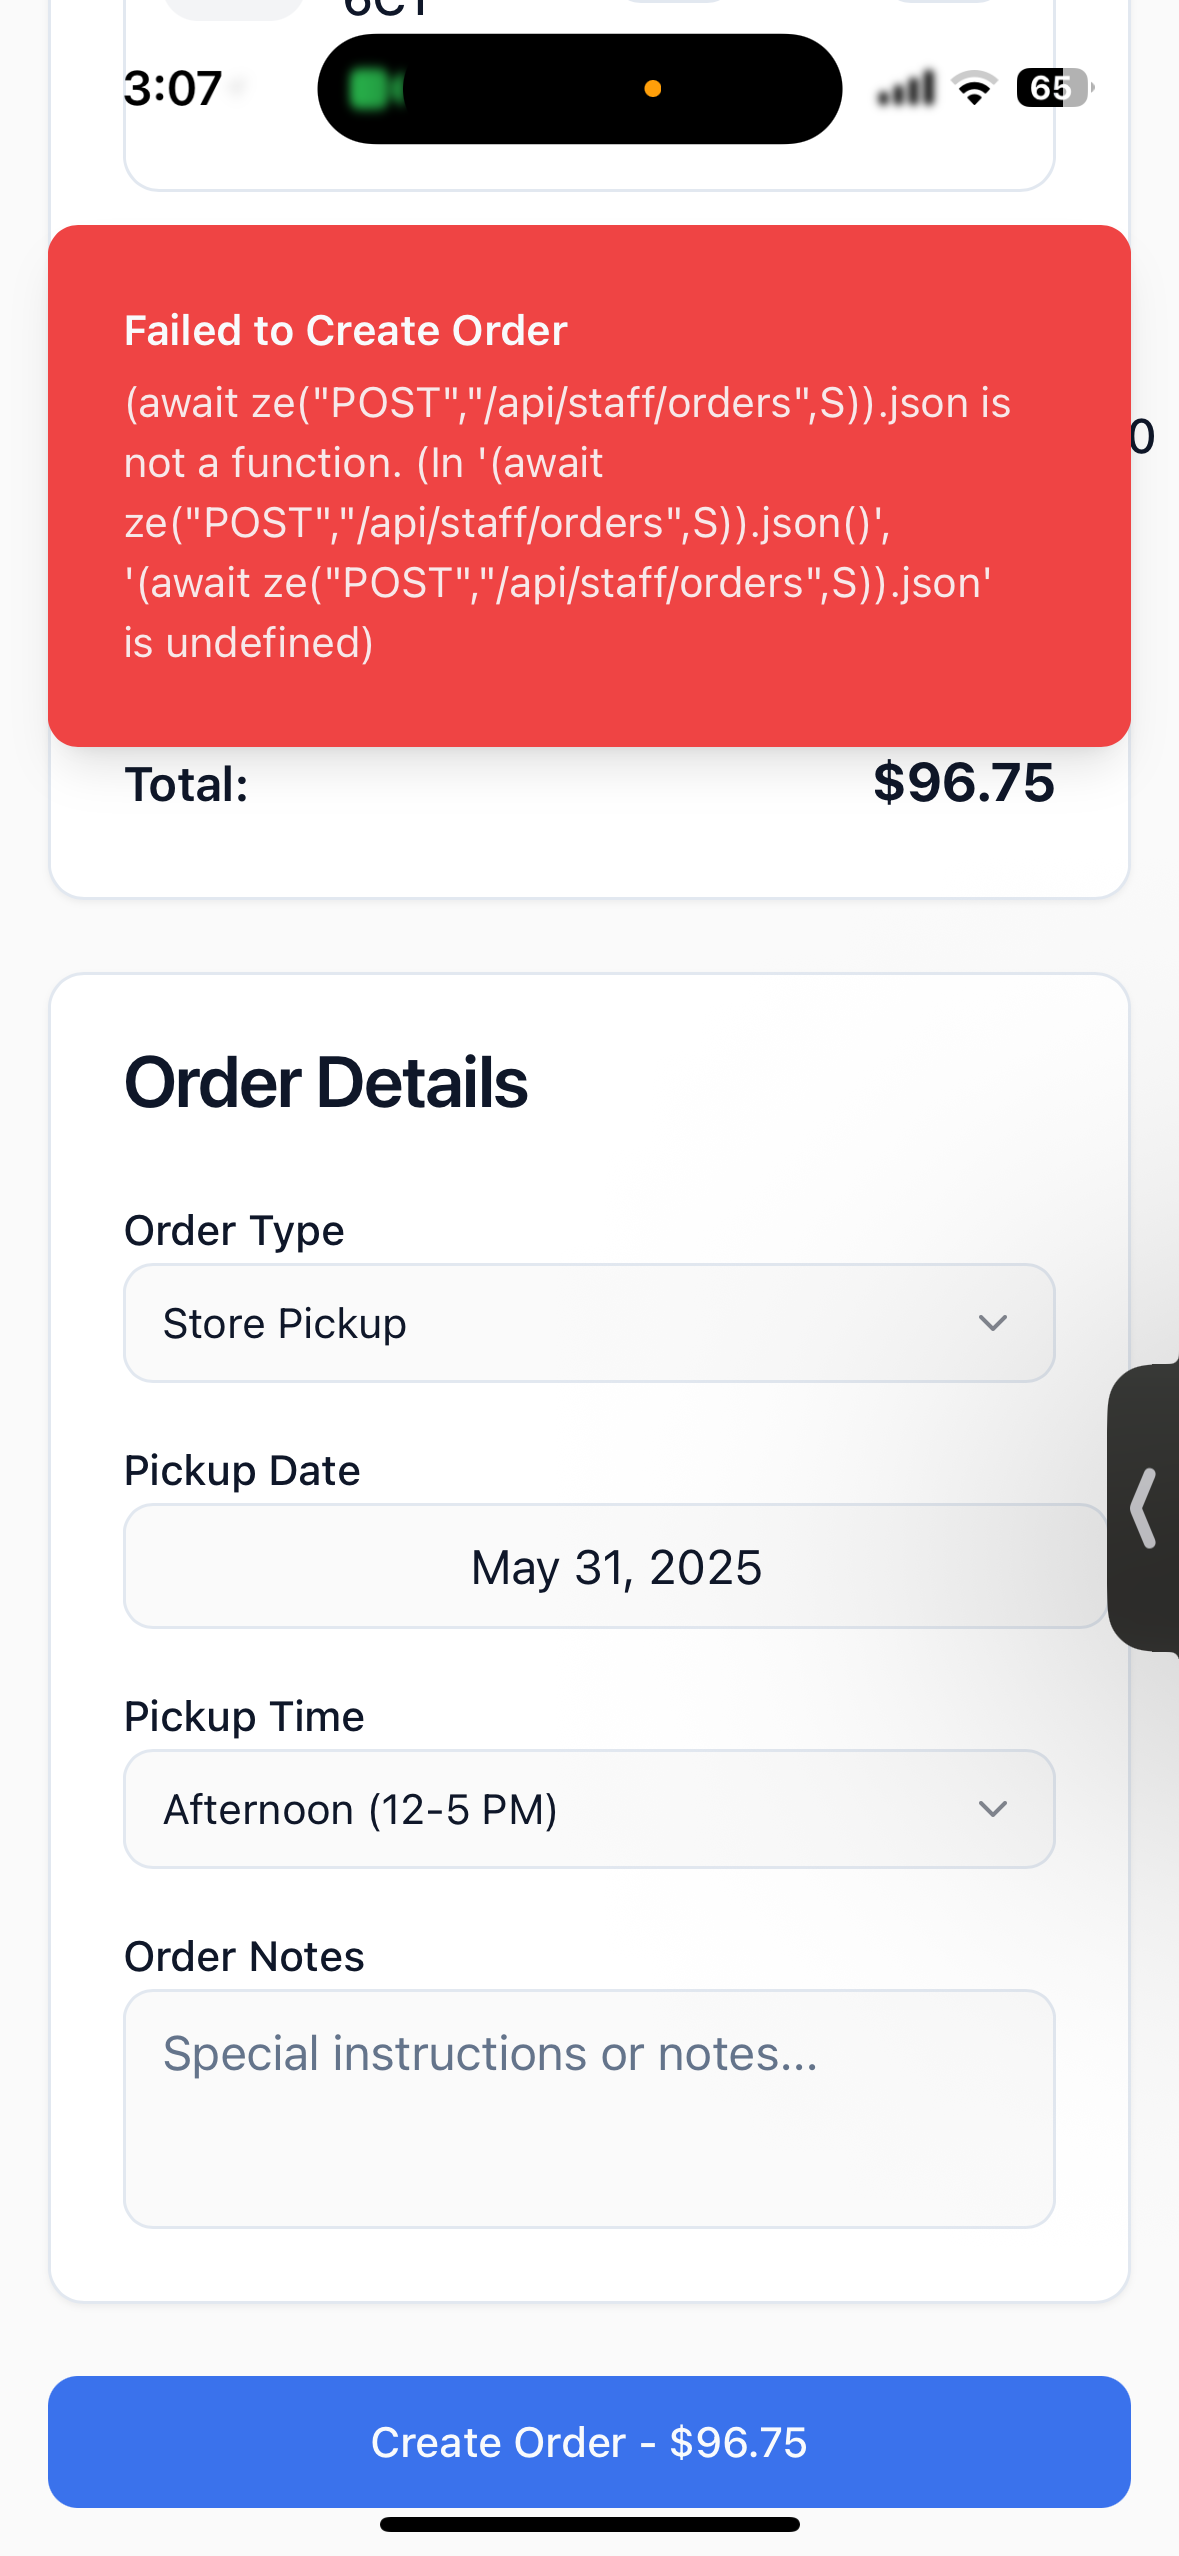 3:07
65
Failed to Create Order
(await ze("POST","/api/staff/orders",S)).json is
not a function. (In '(await
ze("POST","/api/staff/orders",S)).json()',
'(await ze("POST","/api/staff/orders",S)).json'
is undefined)
0
Total:
$96.75
Order Details
Order Type
Store Pickup
Pickup Date
May 31, 2025
Pickup Time
Afternoon (12-5 PM)
Order Notes
Special instructions or notes...
Create Order - $96.75